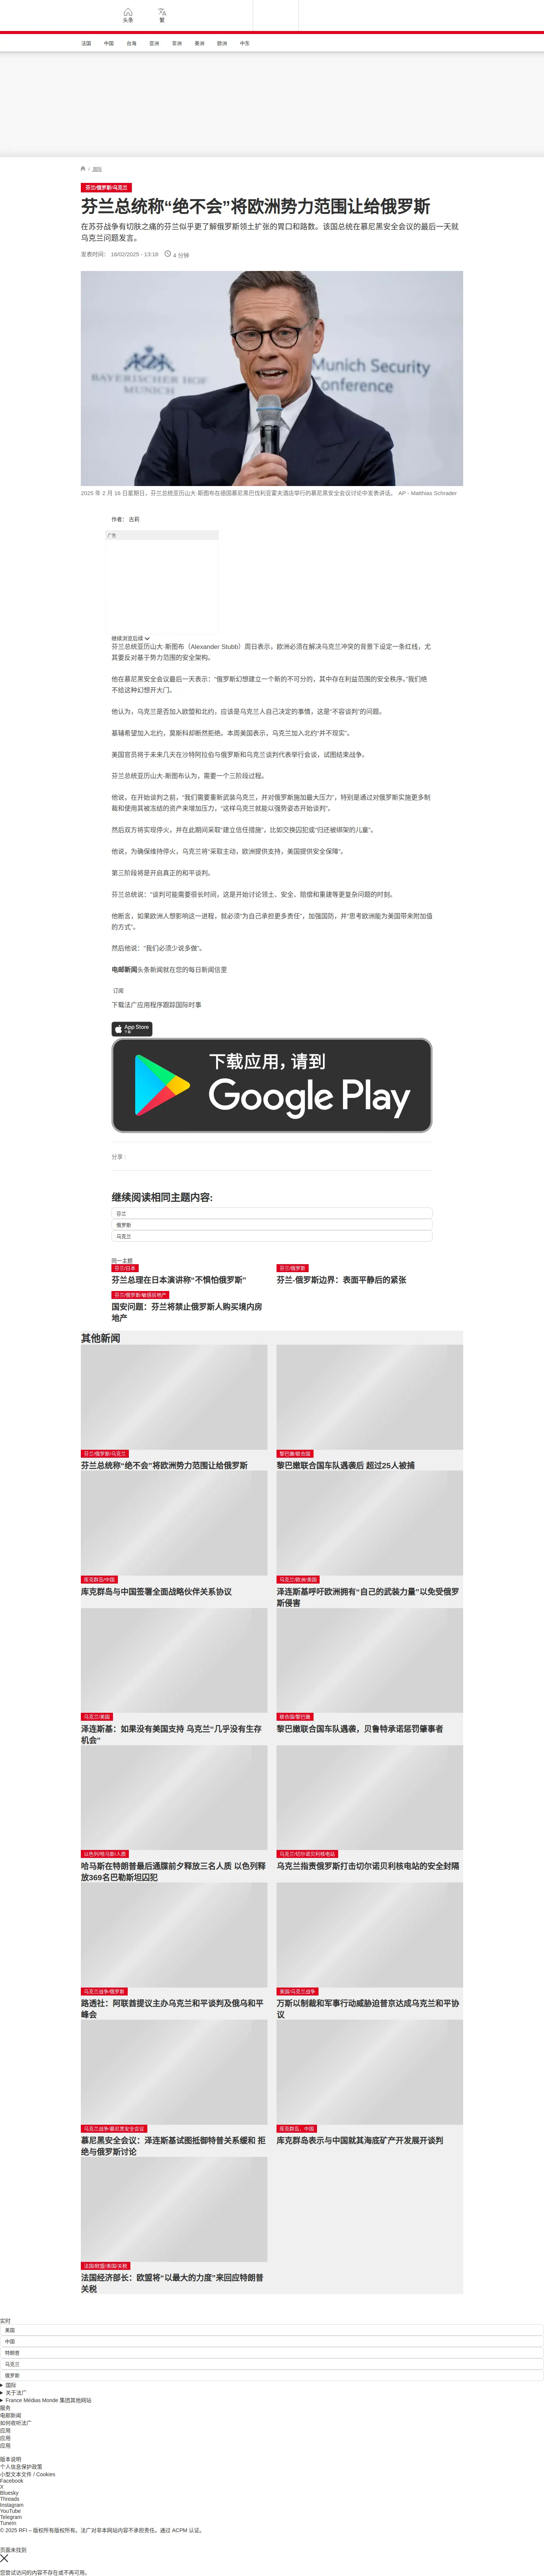 头条
繁
法国
中国
台海
亚洲
非洲
美洲
欧洲
中东
/ 国际
芬兰/俄罗斯/乌克兰
芬兰总统称“绝不会”将欧洲势力范围让给俄罗斯
在苏芬战争有切肤之痛的芬兰似乎更了解俄罗斯领土扩张的胃口和路数。该国总统在慕尼黑安全会议的最后一天就
乌克兰问题发言。
发表时间： 16/02/2025 - 13:18 4 分钟
BAYERISCHER HOF
MUNICH
Munich Security
Conference
2025 年 2 月 16 日星期日，芬兰总统亚历山大·斯图布在德国慕尼黑巴伐利亚霍夫酒店举行的慕尼黑安全会议讨论中发表讲话。 AP - Matthias Schrader
作者： 古莉
广告
继续浏览后续
芬兰总统亚历山大·斯图布（Alexander Stubb）周日表示，欧洲必须在解决乌克兰冲突的背景下设定一条红线，尤
其要反对基于势力范围的安全架构。
他在慕尼黑安全会议最后一天表示：“俄罗斯幻想建立一个新的不可分的，其中存在利益范围的安全秩序。”我们绝
不给这种幻想开大门。
他认为，乌克兰是否加入欧盟和北约，应该是乌克兰人自己决定的事情，这是“不容谈判”的问题。
基辅希望加入北约，莫斯科却断然拒绝。本周美国表示，乌克兰加入北约“并不现实”。
美国官员将于未来几天在沙特阿拉伯与俄罗斯和乌克兰谈判代表举行会谈，试图结束战争。
芬兰总统亚历山大·斯图布认为，需要一个三阶段过程。
他说，在开始谈判之前，“我们需要重新武装乌克兰，并对俄罗斯施加最大压力”，特别是通过对俄罗斯实施更多制
裁和使用其被冻结的资产来增加压力，“这样乌克兰就能以强势姿态开始谈判”。
然后双方将实现停火，并在此期间采取“建立信任措施”，比如交换囚犯或“归还被绑架的儿童”。
他说，为确保维持停火，乌克兰将“采取主动，欧洲提供支持，美国提供安全保障”。
第三阶段将是开启真正的和平谈判。
芬兰总统说：“谈判可能需要很长时间，这是开始讨论领土、安全、赔偿和重建等更复杂问题的时刻。
他断言，如果欧洲人想影响这一进程，就必须“为自己承担更多责任”，加强国防，并“思考欧洲能为美国带来附加值
的方式”。
然后他说：“我们必须少说多做”。
电邮新闻头条新闻就在您的每日新闻信里
订阅
下载法广应用程序跟踪国际时事
App Store
下载
下载应用，请到
Google Play
分享 :
继续阅读相同主题内容:
芬兰
俄罗斯
乌克兰
同一主题
芬兰/日本
芬兰总理在日本演讲称“不惧怕俄罗斯”
芬兰/俄罗斯
芬兰-俄罗斯边界：表面平静后的紧张
芬兰/俄罗斯/敏感房地产
国安问题：芬兰将禁止俄罗斯人购买境内房
地产
其他新闻
芬兰/俄罗斯/乌克兰
芬兰总统称“绝不会”将欧洲势力范围让给俄罗斯
黎巴嫩/联合国
黎巴嫩联合国车队遇袭后 超过25人被捕
库克群岛/中国
库克群岛与中国签署全面战略伙伴关系协议
乌克兰/欧洲/美国
泽连斯基呼吁欧洲拥有“自己的武装力量”以免受俄罗
斯侵害
乌克兰/美国
泽连斯基：如果没有美国支持 乌克兰“几乎没有生存
机会”
联合国/黎巴嫩
黎巴嫩联合国车队遇袭，贝鲁特承诺惩罚肇事者
以色列/哈马斯/人质
哈马斯在特朗普最后通牒前夕释放三名人质 以色列释
放369名巴勒斯坦囚犯
乌克兰/切尔诺贝利核电站
乌克兰指责俄罗斯打击切尔诺贝利核电站的安全封隔
乌克兰战争/俄罗斯
路透社：阿联酋提议主办乌克兰和平谈判及俄乌和平
峰会
美国/乌克兰战争
万斯以制裁和军事行动威胁迫普京达成乌克兰和平协
议
乌克兰战争/慕尼黑安全会议
慕尼黑安全会议：泽连斯基试图抵御特普关系缓和 拒
绝与俄罗斯讨论
库克群岛，中国
库克群岛表示与中国就其海底矿产开发展开谈判
法国/欧盟/美国/关税
法国经济部长：欧盟将“以最大的力度”来回应特朗普
关税
实时
美国
中国
特朗普
乌克兰
俄罗斯
国际
关于法广
France Médias Monde 集团其他网站
服务
电邮新闻
如何收听法广
应用
应用
应用
版本说明
个人信息保护政策
小型文本文件 / Cookies
Facebook
X
Bluesky
Threads
Instagram
YouTube
Telegram
TuneIn
© 2025 RFI – 版权所有版权所有。法广对非本网站内容不承担责任。通过 ACPM 认证。
页面未找到
您尝试访问的内容不存在或不再可用。